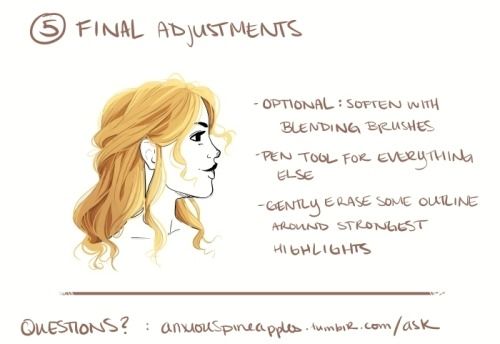 5 FINAL ADJUSTMENTS
- OPTIONAL: SOFTEN WITH
BLENDING BRUSHES
- PEN TOOL FOR EVERYTHING
ELSE
- GENTLY ERASE SOME OUTLINE
AROUND STRONGEST
HIGHLIGHTS
QUESTIONS? : anxiouspineapples.tumblr.com/ask